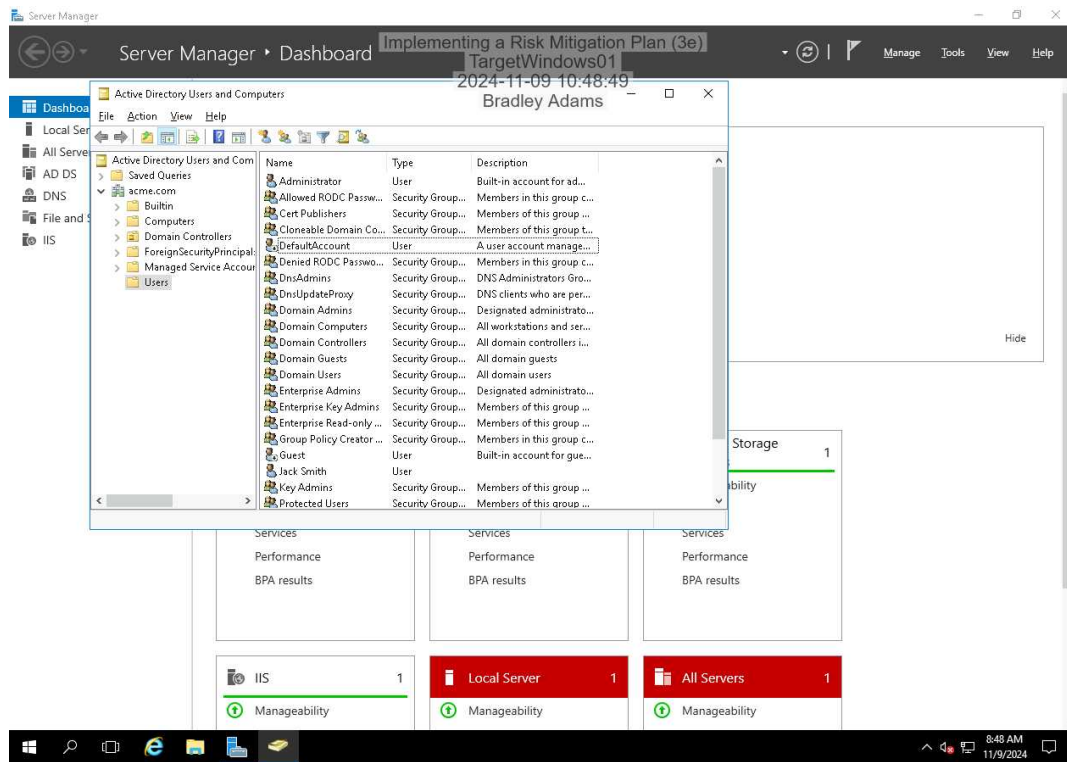 Server Manager
Server Manager • Dashboard
Manage Tools View Help
Implementing a Risk Mitigation Plan (3e)
TargetWindows01
2024-11-09 10:48:49
Bradley Adams
Dashboa
Local Ser
All Serve
AD DS
DNS
File and S
IIS
Active Directory Users and Computers
File Action View Help
Active Directory Users and Com
Saved Queries
acme.com
Builtin
Computers
Domain Controllers
ForeignSecurityPrincipal:
Managed Service Accour
Users
Name Type Description
Administrator User Built-in account for ad...
Allowed RODC Passw... Security Group... Members in this group c...
Cert Publishers Security Group... Members of this group ...
Cloneable Domain Co... Security Group... Members of this group t...
DefaultAccount User A user account manage...
Denied RODC Passwo... Security Group... Members in this group c...
DnsAdmins Security Group... DNS Administrators Gro...
DnsUpdateProxy Security Group... DNS clients who are per...
Domain Admins Security Group... Designated administrato...
Domain Computers Security Group... All workstations and ser...
Domain Controllers Security Group... All domain controllers i...
Domain Guests Security Group... All domain guests
Domain Users Security Group... All domain users
Enterprise Admins Security Group... Designated administrato...
Enterprise Key Admins Security Group... Members of this group ...
Enterprise Read-only ... Security Group... Members of this group ...
Group Policy Creator ... Security Group... Members in this group c...
Guest User Built-in account for gue...
Jack Smith User
Key Admins Security Group... Members of this group ...
Protected Users Security Group... Members of this group ...
Hide
Storage 1
ability
Services
Performance
BPA results
Services
Performance
BPA results
Services
Performance
BPA results
IIS 1
Manageability
Local Server 1
Manageability
All Servers 1
Manageability
8:48 AM
11/9/2024